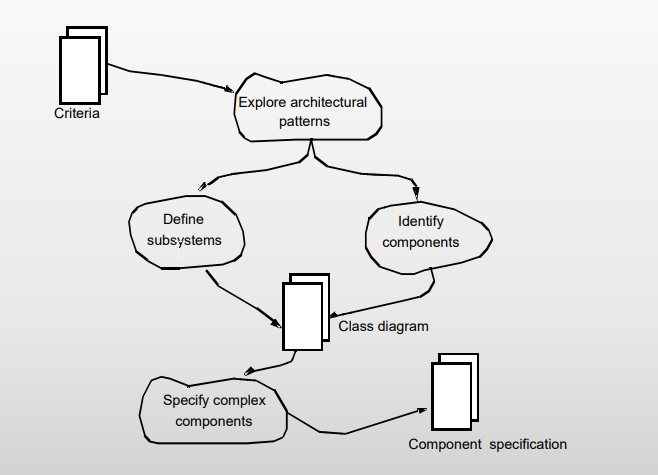 Criteria
Explore architectural
patterns
Define
subsystems
Identify
components
Class diagram
Specify complex
components
Component specification